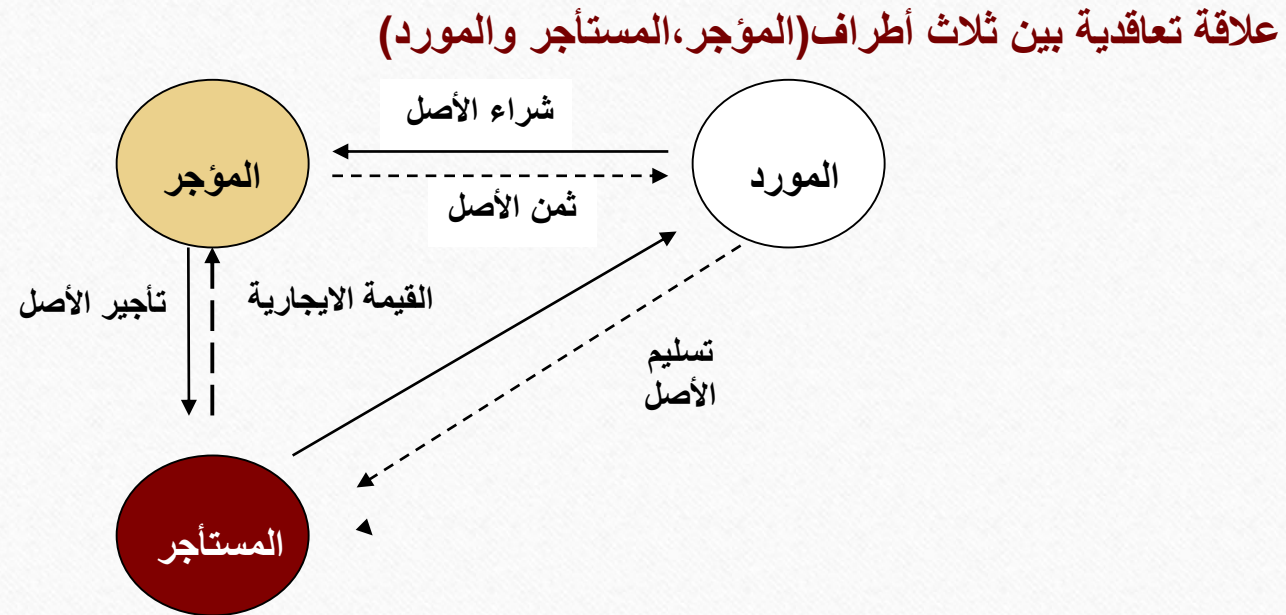 علاقة تعاقدية بين ثلاث أطراف(المؤجر،المستأجر والمورد)
شراء الأصل
المورد
المؤجر
ثمن الأصل
القيمة الايجارية
تأجير الأصل
تسليم
الأصل
المستأجر